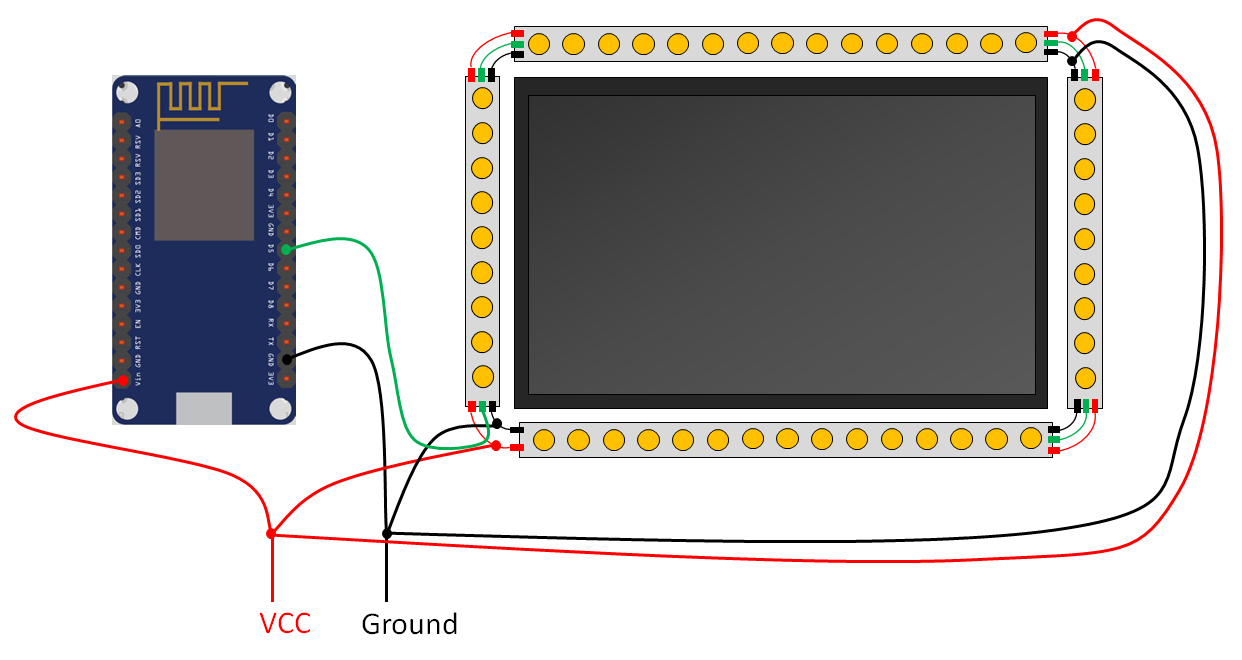 A0
RSV
RSV
SD3
SD2
SD1
CMD
SD0
CLK
GND
3V3
EN
RST
GND
Vin
D0
D1
D2
D3
D4
3V3
GND
D5
D6
D7
D8
RX
TX
GND
3V3
VCC
Ground